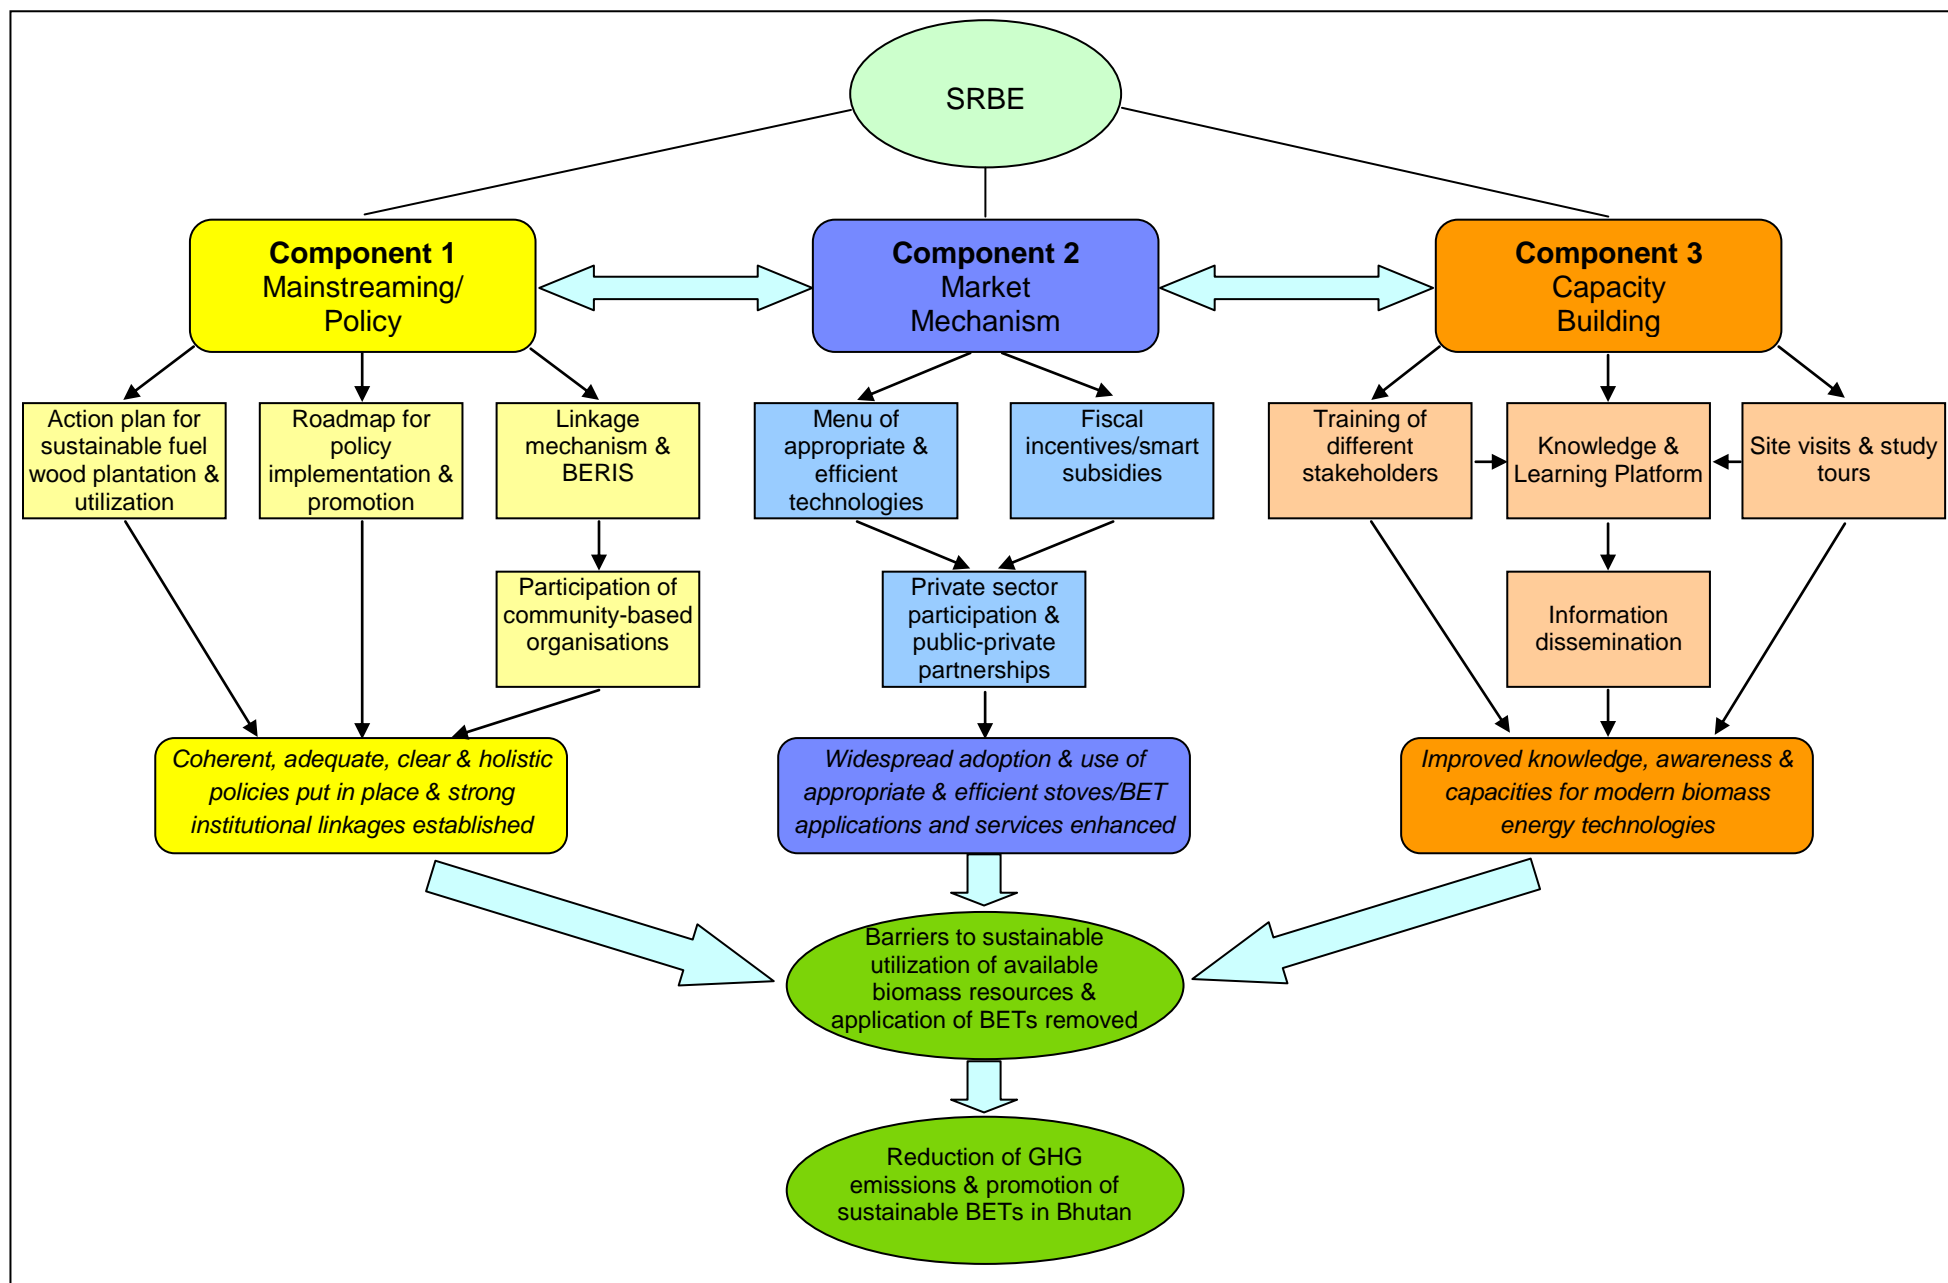 SRBE
Component 1
Mainstreaming/
Policy
Component 2
Market
Mechanism
Component 3
Capacity
Building
Action plan for
sustainable fuel
wood plantation &
utilization
Roadmap for
policy
implementation &
promotion
Linkage
mechanism &
BERIS
Menu of
appropriate &
efficient
technologies
Fiscal
incentives/smart
subsidies
Training of
different
stakeholders
Knowledge &
Learning Platform
Site visits & study
tours
Participation of
community-based
organisations
Private sector
participation &
public-private
partnerships
Information
dissemination
Coherent, adequate, clear & holistic
policies put in place & strong
institutional linkages established
Widespread adoption & use of
appropriate & efficient stoves/BET
applications and services enhanced
Improved knowledge, awareness &
capacities for modern biomass
energy technologies
Barriers to sustainable
utilization of available
biomass resources &
application of BETs removed
Reduction of GHG
emissions & promotion of
sustainable BETs in Bhutan